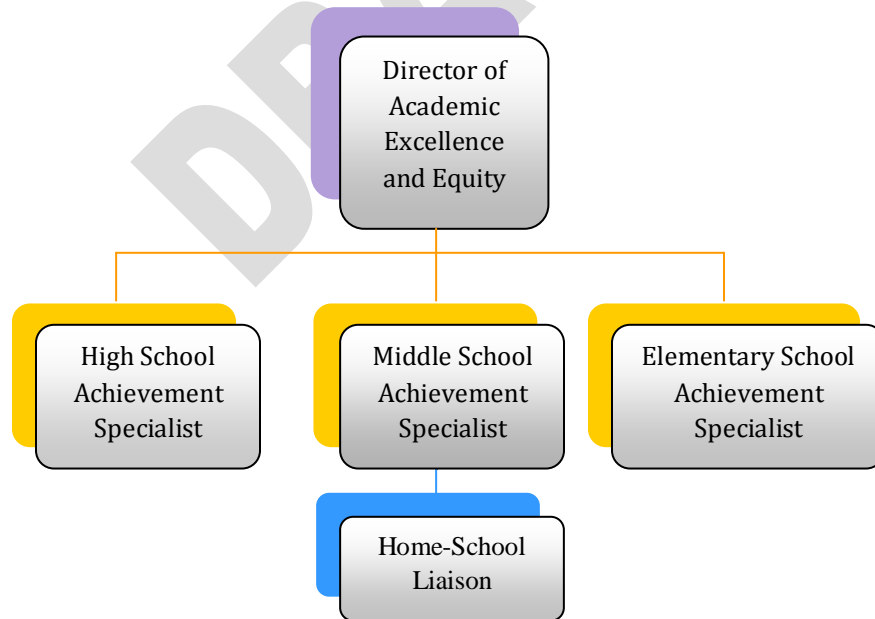 Director of
Academic
Excellence
and Equity
High School
Achievement
Specialist
Middle School
Achievement
Specialist
Elementary School
Achievement
Specialist
Home-School
Liaison